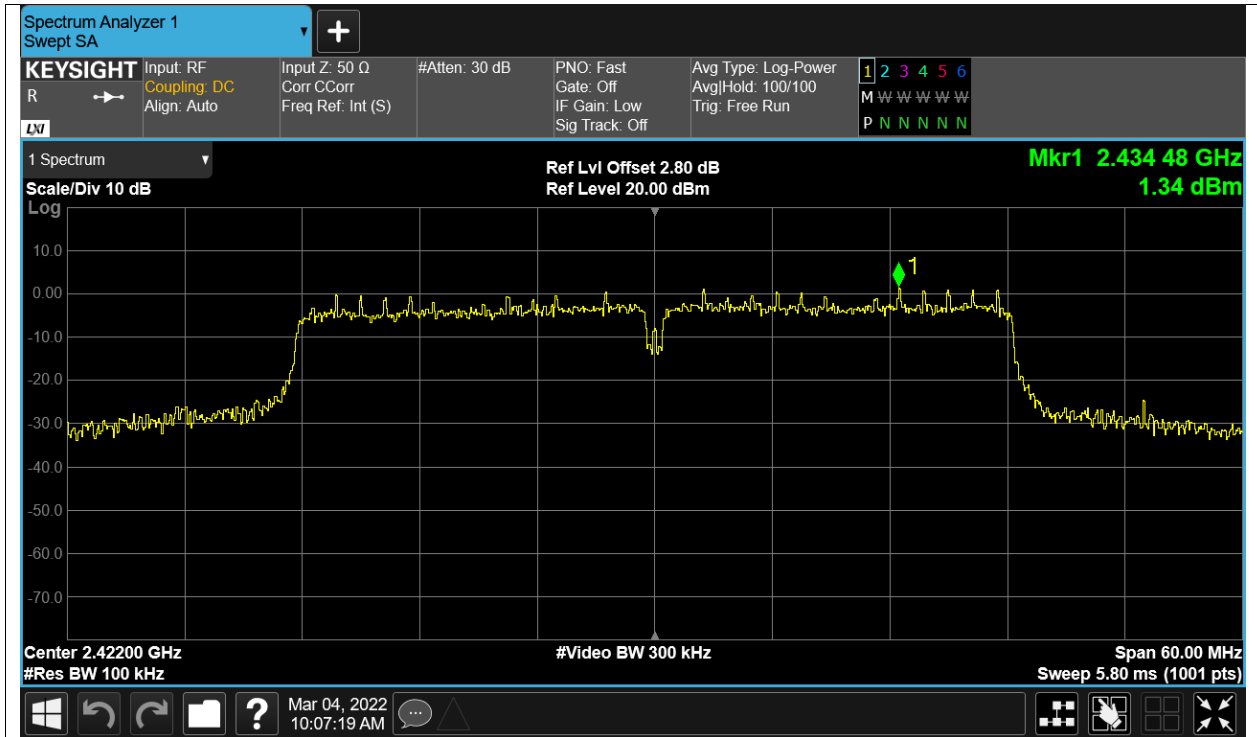 Spectrum Analyzer 1
Swept SA
KEYSIGHT
R
LXI
Input: RF
Coupling: DC
Align: Auto
Input Z: 50 Ω
Corr CCorr
Freq Ref: Int (S)
#Atten: 30 dB
PNO: Fast
Gate: Off
IF Gain: Low
Sig Track: Off
Avg Type: Log-Power
Avg|Hold: 100/100
Trig: Free Run
1 2 3 4 5 6
M W W W W W
P N N N N N
1 Spectrum
Scale/Div 10 dB
Log
Ref Lvl Offset 2.80 dB
Ref Level 20.00 dBm
Mkr1 2.434 48 GHz
1.34 dBm
10.0
0.00
-10.0
-20.0
-30.0
-40.0
-50.0
-60.0
-70.0
1
Center 2.42200 GHz
#Res BW 100 kHz
#Video BW 300 kHz
Span 60.00 MHz
Sweep 5.80 ms (1001 pts)
?
Mar 04, 2022
10:07:19 AM